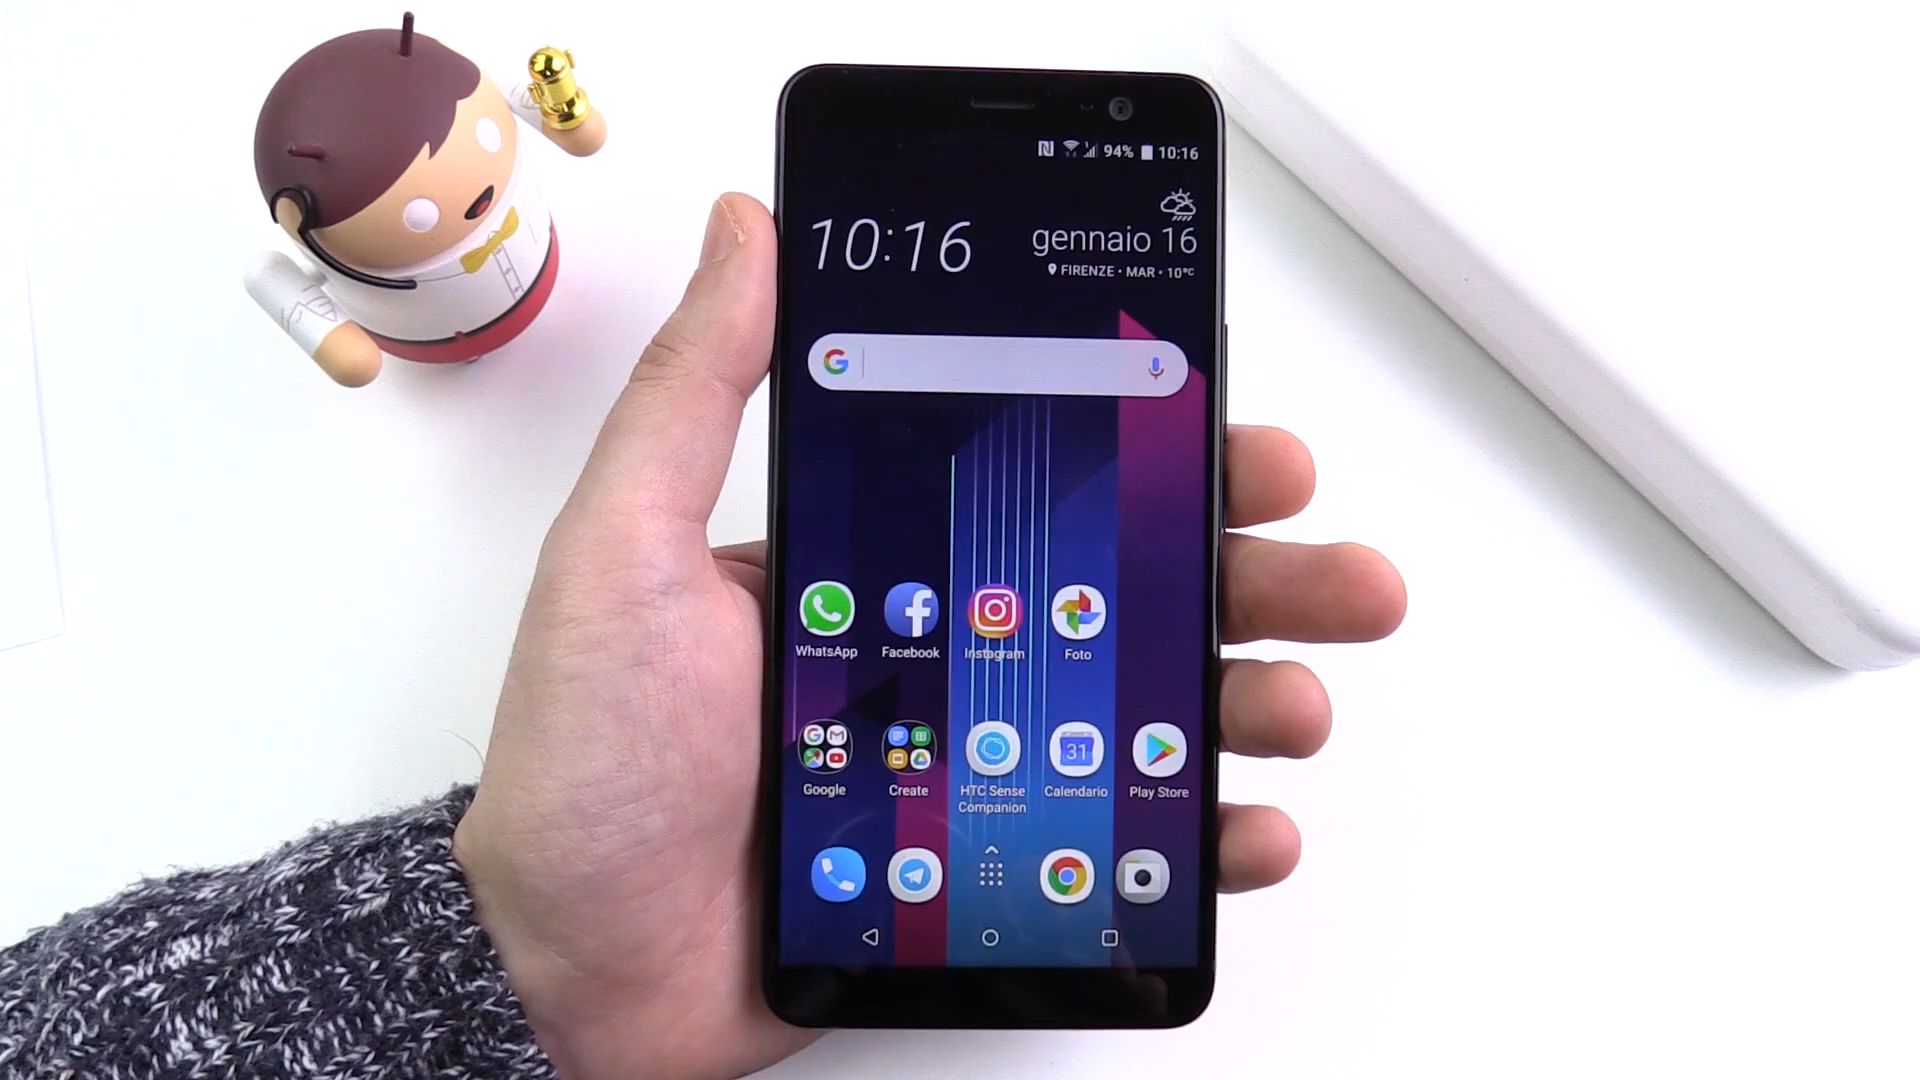 94% 10:16
10:16
gennaio 16
FIRENZE • MAR • 10°C
WhatsApp Facebook Instagram Foto
31
Google Create HTC Sense Companion Calendario Play Store